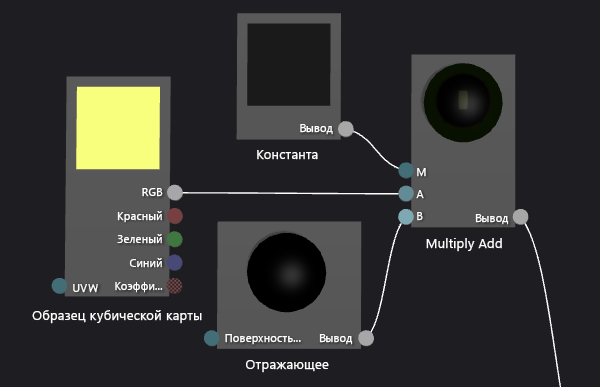 Вывод
Константа
M
A
B
Вывод
Multiply Add
RGB
Красный
Зеленый
Синий
UVW Коэффи...
Образец кубической карты
Поверхность... Вывод
Отражающее